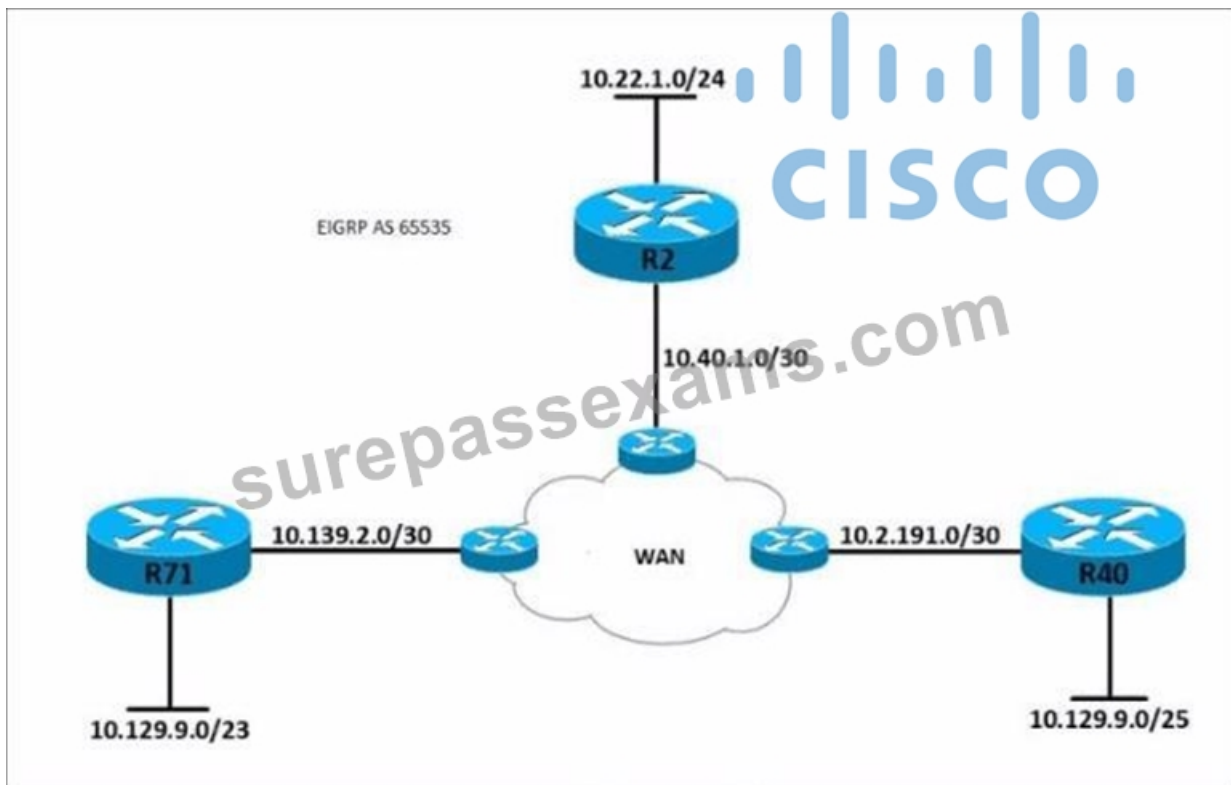 10.22.1.0/24
CISCO
EIGRP AS 65535
R2
10.40.1.0/30
surepassexams.com
10.139.2.0/30
WAN
10.2.191.0/30
R71
R40
10.129.9.0/23
10.129.9.0/25